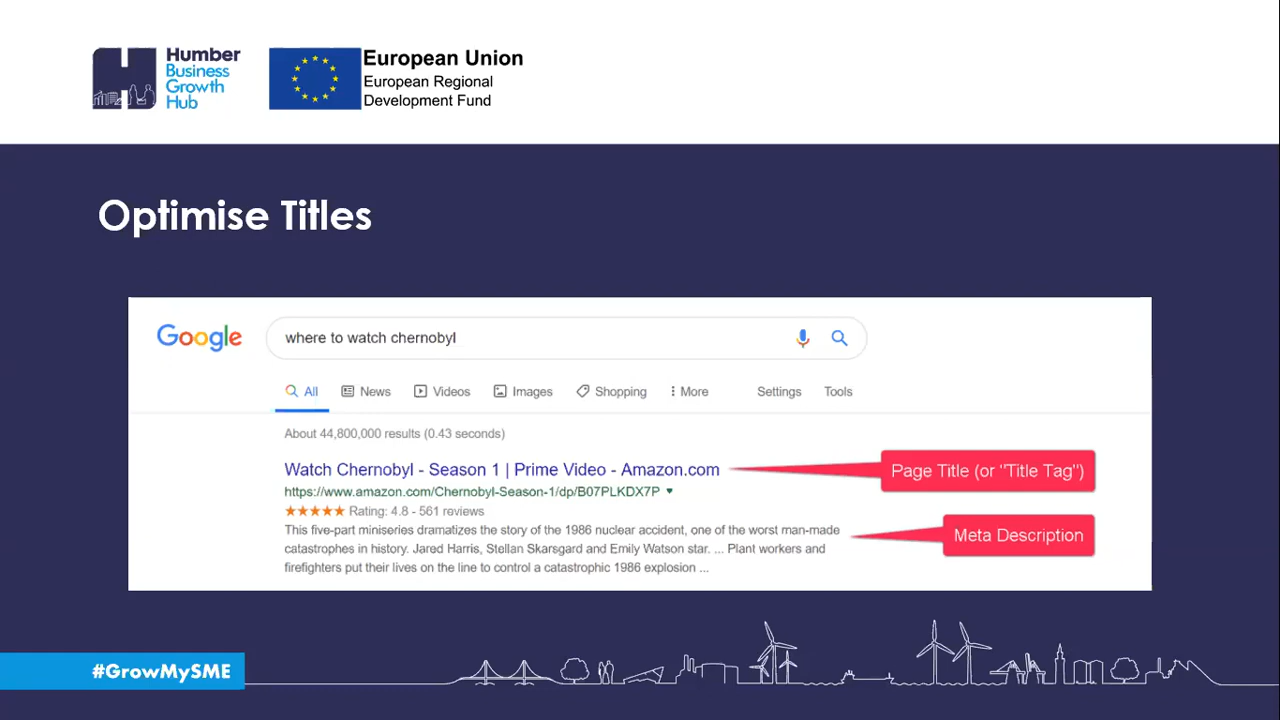 Humber
Business
Growth
Hub
European Union
European Regional
Development Fund
Optimise Titles
Google
where to watch chernobyl
All News Videos Images Shopping More Settings Tools
About 44,800,000 results (0.43 seconds)
Watch Chernobyl - Season 1 | Prime Video - Amazon.com
Page Title (or "Title Tag")
https://www.amazon.com/Chernobyl-Season-1/dp/B07PLKDX7P
Rating: 4.8 - 561 reviews
This five-part miniseries dramatizes the story of the 1986 nuclear accident, one of the worst man-made
catastrophes in history. Jared Harris, Stellan Skarsgard and Emily Watson star. ... Plant workers and
firefighters put their lives on the line to control a catastrophic 1986 explosion ...
Meta Description
#GrowMySME